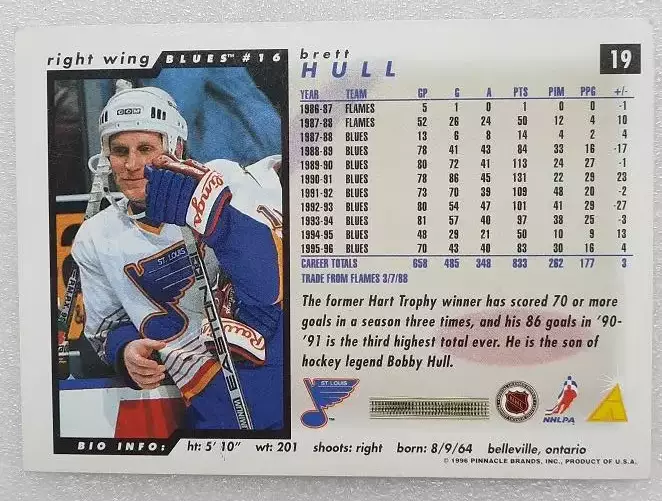 right wing BLUES™ #16
brett
HULL
19
YEAR TEAM GP G A PTS PIM PPG +/-
1986-87 FLAMES 5 1 0 1 0 0 -1
1987-88 FLAMES 52 26 24 50 12 4 10
1987-88 BLUES 13 6 8 14 4 2 4
1988-89 BLUES 78 41 43 84 33 16 -17
1989-90 BLUES 80 72 41 113 24 27 -1
1990-91 BLUES 78 86 45 131 22 29 23
1991-92 BLUES 73 70 39 109 48 20 -2
1992-93 BLUES 80 54 47 101 41 29 -27
1993-94 BLUES 81 57 40 97 38 25 -3
1994-95 BLUES 48 29 21 50 10 9 13
1995-96 BLUES 70 43 40 83 30 16 4
CAREER TOTALS 658 485 348 833 262 177 3
TRADE FROM FLAMES 3/7/88
The former Hart Trophy winner has scored 70 or more
goals in a season three times, and his 86 goals in '90-
'91 is the third highest total ever. He is the son of
hockey legend Bobby Hull.
CCM
Rawlings
ST. LOUIS
EASTON
ST. LOUIS
NHL
NHLPA
PINNACLE
BIO INFO: ht: 5' 10" wt: 201 shoots: right born: 8/9/64 belleville, ontario
© 1996 PINNACLE BRANDS, INC., PRODUCT OF U.S.A.